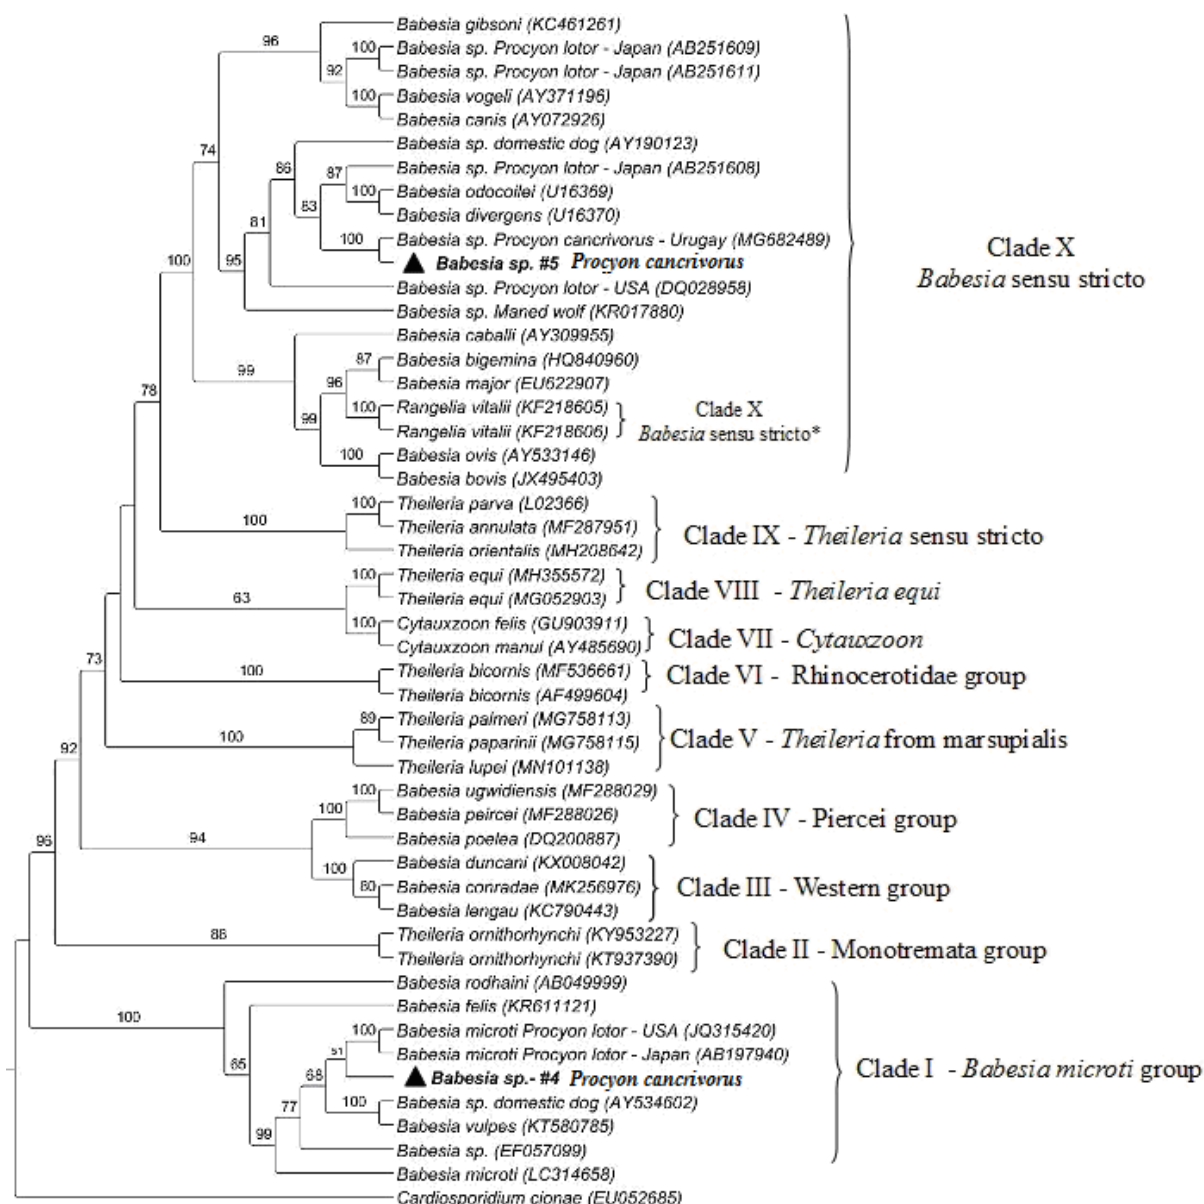 Babesia gibsoni (KC461261)
96
100 Babesia sp. Procyon lotor - Japan (AB251609)
92 Babesia sp. Procyon lotor - Japan (AB251611)
100 Babesia vogeli (AY371196)
Babesia canis (AY072926)
74
Babesia sp. domestic dog (AY190123)
86
87 Babesia sp. Procyon lotor - Japan (AB251608)
100 Babesia odocoilei (U16369)
83 Babesia divergens (U16370)
81
100 Babesia sp. Procyon cancrivorus - Urugay (MG682489)
Babesia sp. #5 Procyon cancrivorus
100
95
Babesia sp. Procyon lotor - USA (DQ028958)
Babesia sp. Maned wolf (KR017880)
Clade X
Babesia sensu stricto
Babesia caballi (AY309955)
99
87 Babesia bigemina (HQ840960)
96 Babesia major (EU622907)
78
100 Rangelia vitalii (KF218605)
99 Rangelia vitalii (KF218606)
Clade X
Babesia sensu stricto*
100 Babesia ovis (AY533146)
Babesia bovis (JX495403)
100 Theileria parva (L02366)
100 Theileria annulata (MF287951)
Theileria orientalis (MH208642)
Clade IX - Theileria sensu stricto
100 Theileria equi (MH355572)
63 Theileria equi (MG052903)
Clade VIII - Theileria equi
100 Cytauxzoon felis (GU903911)
Cytauxzoon manul (AY485690)
Clade VII - Cytauxzoon
73
100 Theileria bicornis (MF536661)
Theileria bicornis (AF499604)
Clade VI - Rhinocerotidae group
89 Theileria palmeri (MG758113)
100 Theileria paparinii (MG758115)
Theileria lupei (MN101138)
Clade V - Theileria from marsupialis
92
100 Babesia ugwidiensis (MF288029)
100 Babesia peircei (MF288026)
94 Babesia poelea (DQ200887)
Clade IV - Piercei group
96
100 Babesia duncani (KX008042)
80 Babesia conradae (MK256976)
Babesia lengau (KC790443)
Clade III - Western group
88 Theileria ornithorhynchi (KY953227)
Theileria ornithorhynchi (KT937390)
Clade II - Monotremata group
100
Babesia rodhaini (AB049999)
Babesia felis (KR611121)
65
100 Babesia microti Procyon lotor - USA (JQ315420)
51 Babesia microti Procyon lotor - Japan (AB197940)
68 Babesia sp.- #4 Procyon cancrivorus
Clade I - Babesia microti group
77
100 Babesia sp. domestic dog (AY534602)
Babesia vulpes (KT580785)
99
Babesia sp. (EF057099)
Babesia microti (LC314658)
Cardiosporidium cionae (EU052685)